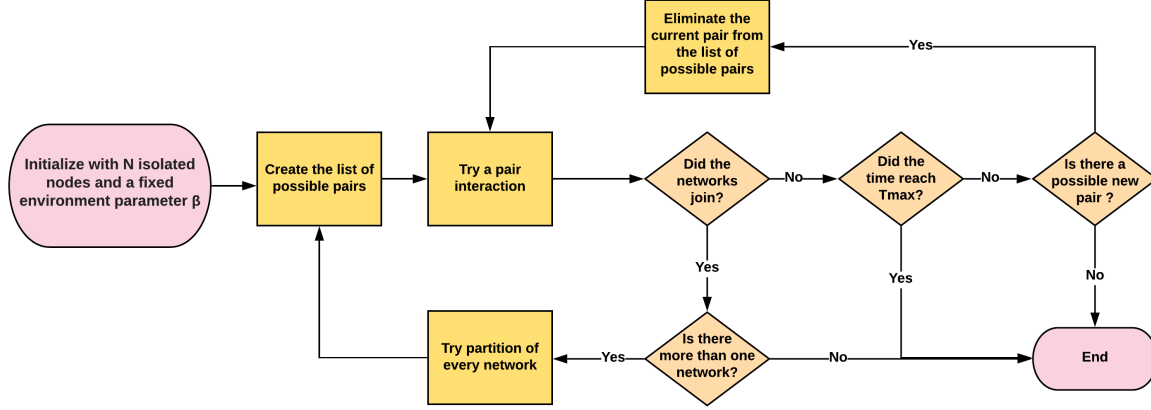 Eliminate the
current pair from
the list of
possible pairs
Yes
Initialize with N isolated
nodes and a fixed
environment parameter β
Create the list of
possible pairs
Try a pair
interaction
Did the
networks
join?
No
Did the
time reach
Tmax?
No
Is there a
possible new
pair ?
Yes
Yes
No
Try partition of
every network
Yes
Is there
more than one
network?
No
End